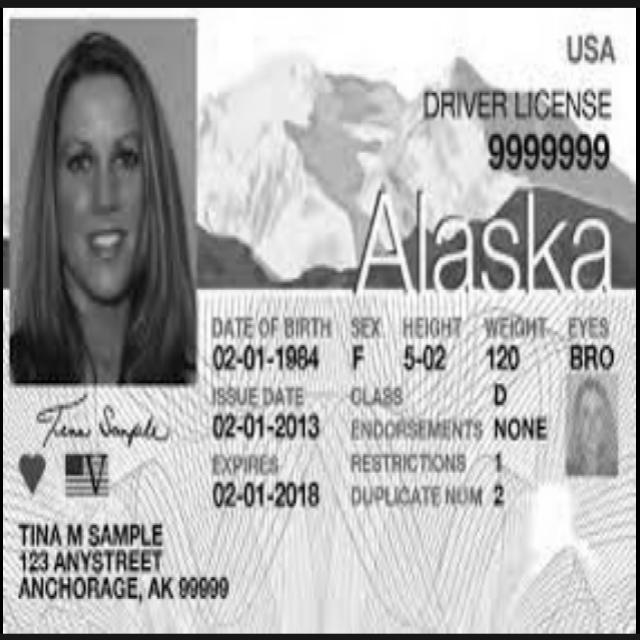 USA
DRIVER LICENSE
9999999
Alaska
DATE OF BIRTH SEX HEIGHT WEIGHT EYES
02-01-1984 F 5-02 120 BRO
ISSUE DATE CLASS D
02-01-2013 ENDORSEMENTS NONE
EXPIRES RESTRICTIONS 1
02-01-2018 DUPLICATE NUM 2
Tina Sample
V
TINA M SAMPLE
123 ANYSTREET
ANCHORAGE, AK 99999